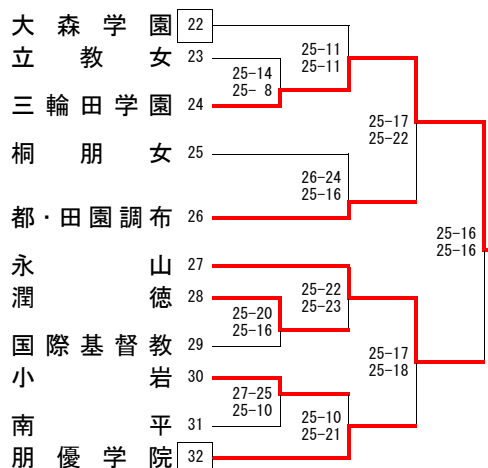 大森学園 22
立教女 23
25-11
25-11
25-14
25- 8
三輪田学園 24
25-17
25-22
桐朋女 25
26-24
25-16
都・田園調布 26
25-16
25-16
永山 27
潤徳 28
25-22
25-23
25-20
25-16
国際基督教 29
25-17
25-18
小岩 30
27-25
25-10
南平 31
25-10
25-21
朋優学院 32